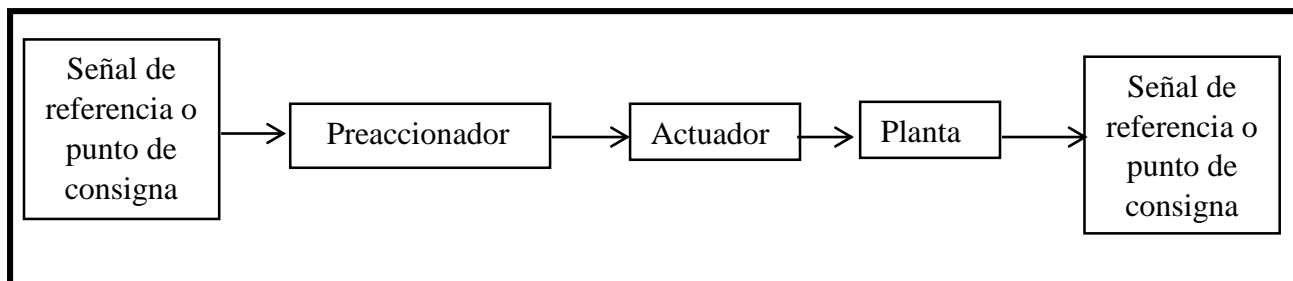 Señal de
referencia o
punto de
consigna
Preaccionador
Actuador
Planta
Señal de
referencia o
punto de
consigna